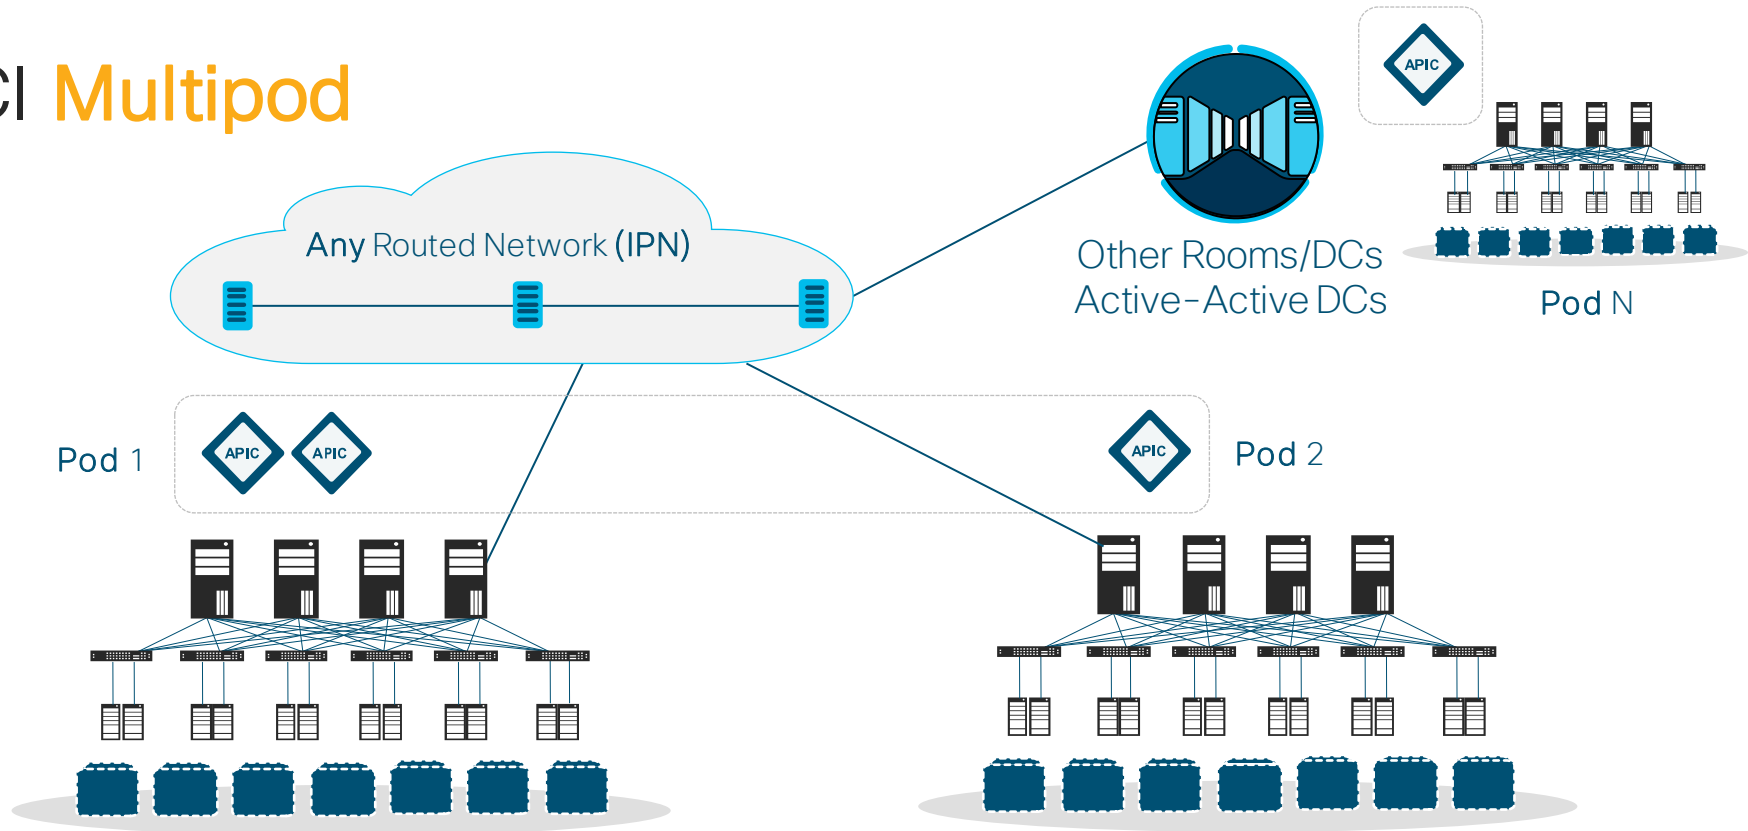 CI Multipod
APIC
Any Routed Network (IPN)
Other Rooms/DCs
Active-Active DCs
Pod N
Pod 1
APIC
APIC
APIC
Pod 2